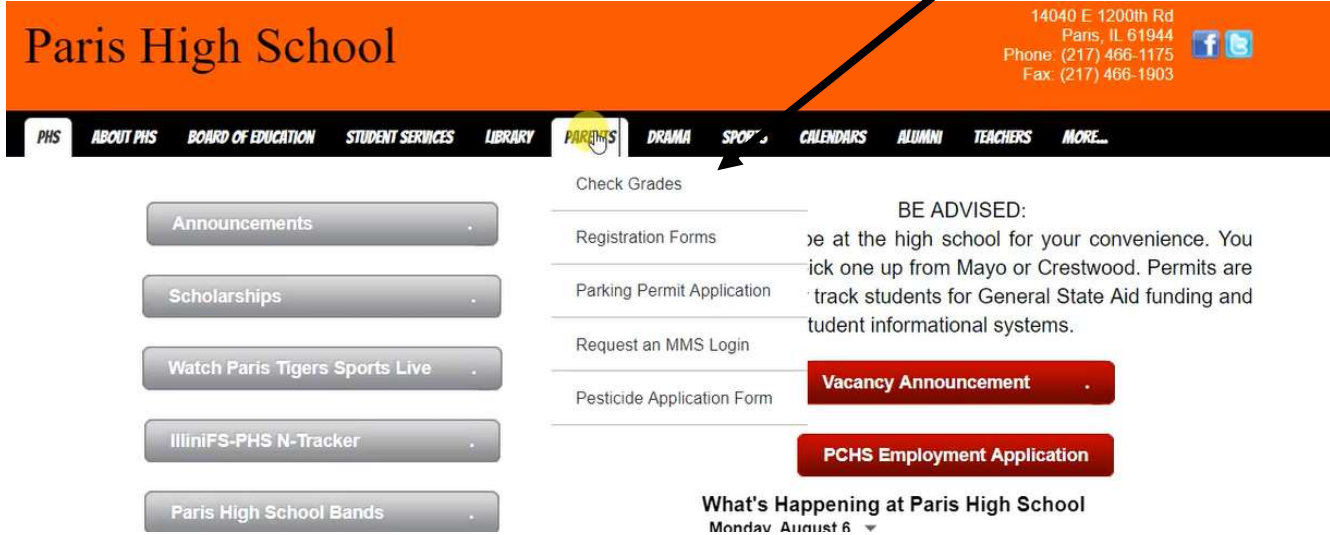 Paris High School
14040 E 1200th Rd
Paris, IL 61944
Phone: (217) 466-1175
Fax: (217) 466-1903
PHS ABOUT PHS BOARD OF EDUCATION STUDENT SERVICES LIBRARY PARENTS DRAMA SPORTS CALENDARS ALUMNI TEACHERS MORE...
Check Grades
Registration Forms
Parking Permit Application
Request an MMS Login
Pesticide Application Form
Announcements .
Scholarships .
Watch Paris Tigers Sports Live .
IlliniFS-PHS N-Tracker .
Paris High School Bands .
BE ADVISED:
at the high school for your convenience. You
one up from Mayo or Crestwood. Permits are
track students for General State Aid funding and
informational systems.
Vacancy Announcement .
PCHS Employment Application
What's Happening at Paris High School
Monday, August 6